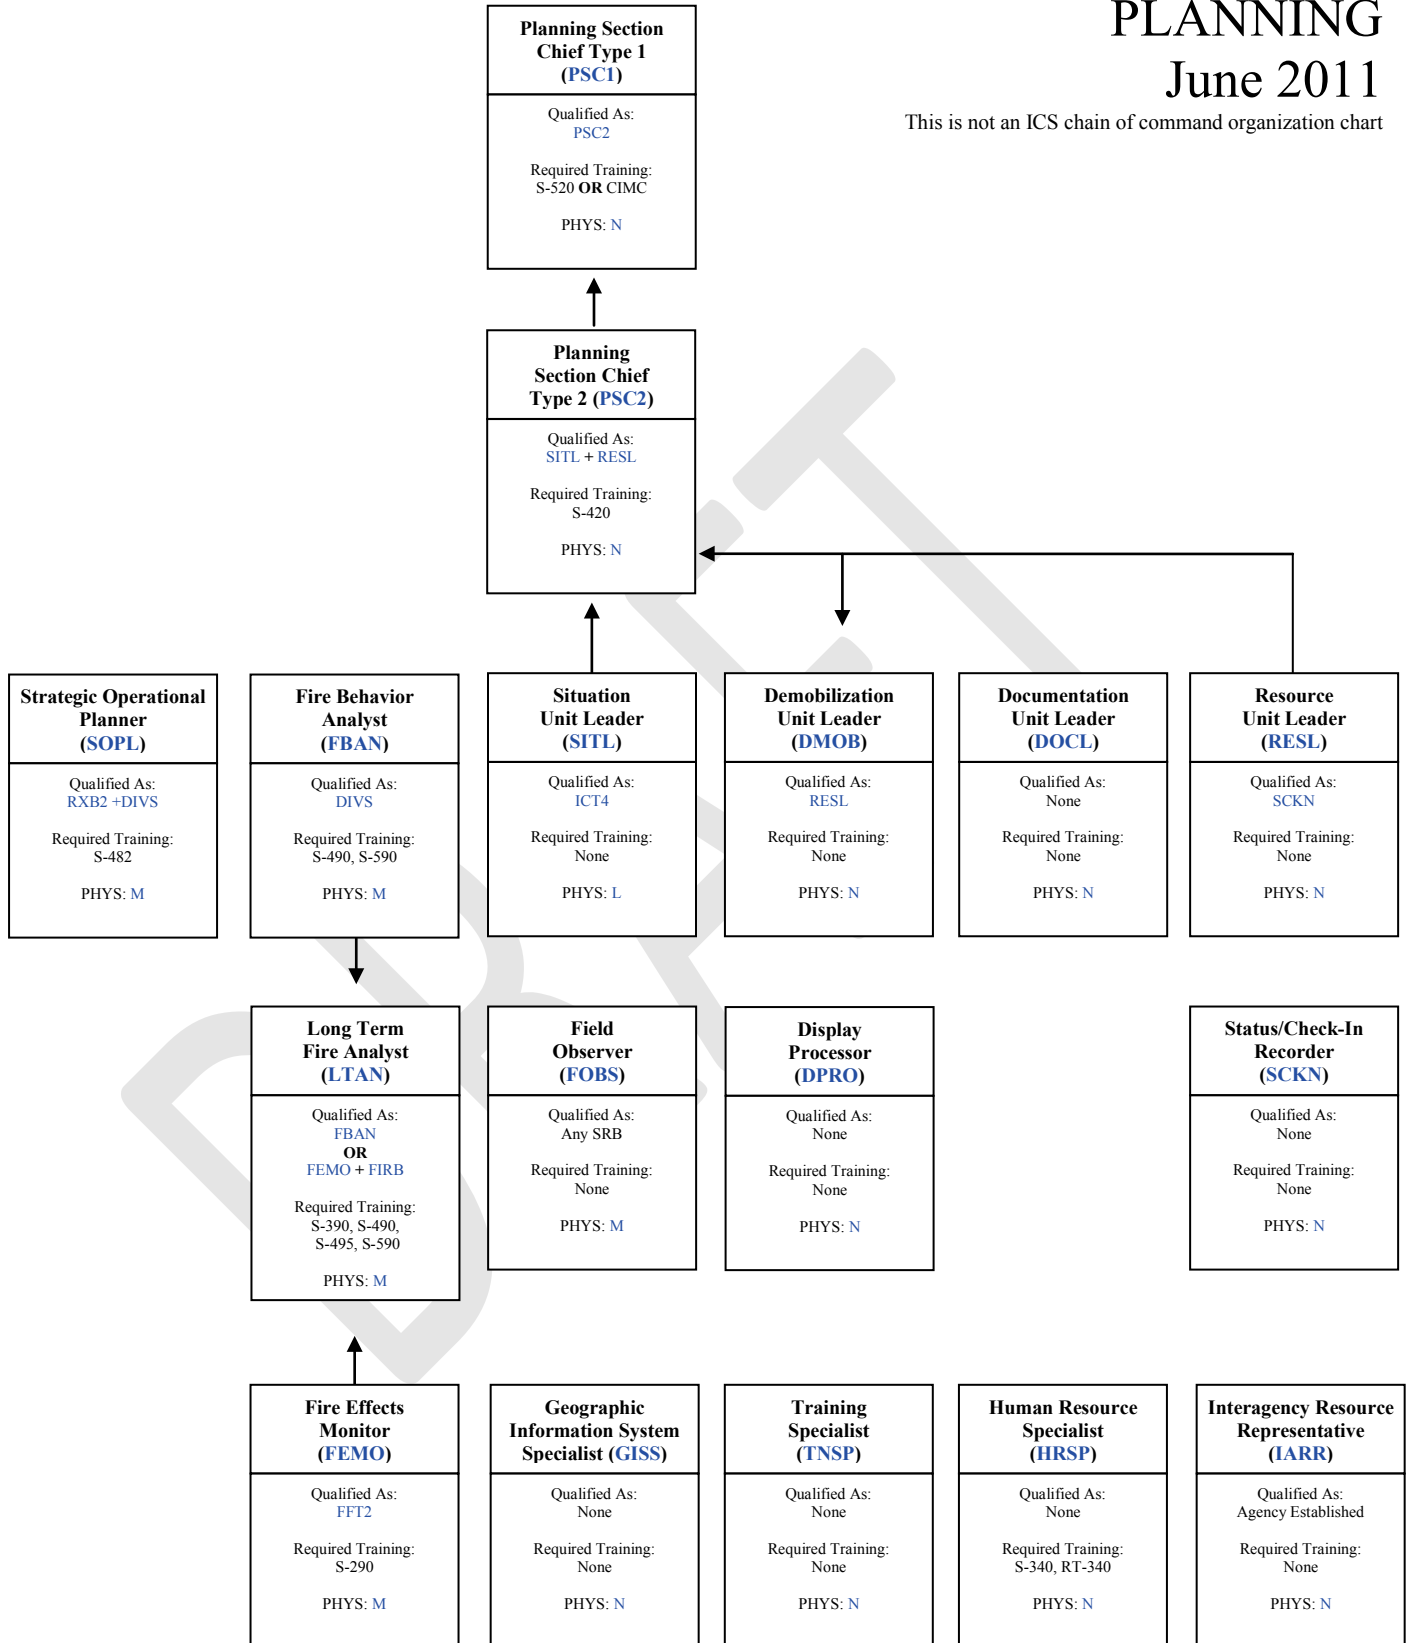 PLANNING
June 2011
This is not an ICS chain of command organization chart
Planning Section
Chief Type 1
(PSC1)
Qualified As:
PSC2
Required Training:
S-520 OR CIMC
PHYS: N
Planning
Section Chief
Type 2 (PSC2)
Qualified As:
SITL + RESL
Required Training:
S-420
PHYS: N
Strategic Operational
Planner
(SOPL)
Qualified As:
RXB2 +DIVS
Required Training:
S-482
PHYS: M
Fire Behavior
Analyst
(FBAN)
Qualified As:
DIVS
Required Training:
S-490, S-590
PHYS: M
Situation
Unit Leader
(SITL)
Qualified As:
ICT4
Required Training:
None
PHYS: L
Demobilization
Unit Leader
(DMOB)
Qualified As:
RESL
Required Training:
None
PHYS: N
Documentation
Unit Leader
(DOCL)
Qualified As:
None
Required Training:
None
PHYS: N
Resource
Unit Leader
(RESL)
Qualified As:
SCKN
Required Training:
None
PHYS: N
Long Term
Fire Analyst
(LTAN)
Qualified As:
FBAN
OR
FEMO + FIRB
Required Training:
S-390, S-490,
S-495, S-590
PHYS: M
Field
Observer
(FOBS)
Qualified As:
Any SRB
Required Training:
None
PHYS: M
Display
Processor
(DPRO)
Qualified As:
None
Required Training:
None
PHYS: N
Status/Check-In
Recorder
(SCKN)
Qualified As:
None
Required Training:
None
PHYS: N
Fire Effects
Monitor
(FEMO)
Qualified As:
FFT2
Required Training:
S-290
PHYS: M
Geographic
Information System
Specialist (GISS)
Qualified As:
None
Required Training:
None
PHYS: N
Training
Specialist
(TNSP)
Qualified As:
None
Required Training:
None
PHYS: N
Human Resource
Specialist
(HRSP)
Qualified As:
None
Required Training:
S-340, RT-340
PHYS: N
Interagency Resource
Representative
(IARR)
Qualified As:
Agency Established
Required Training:
None
PHYS: N
DRAFT